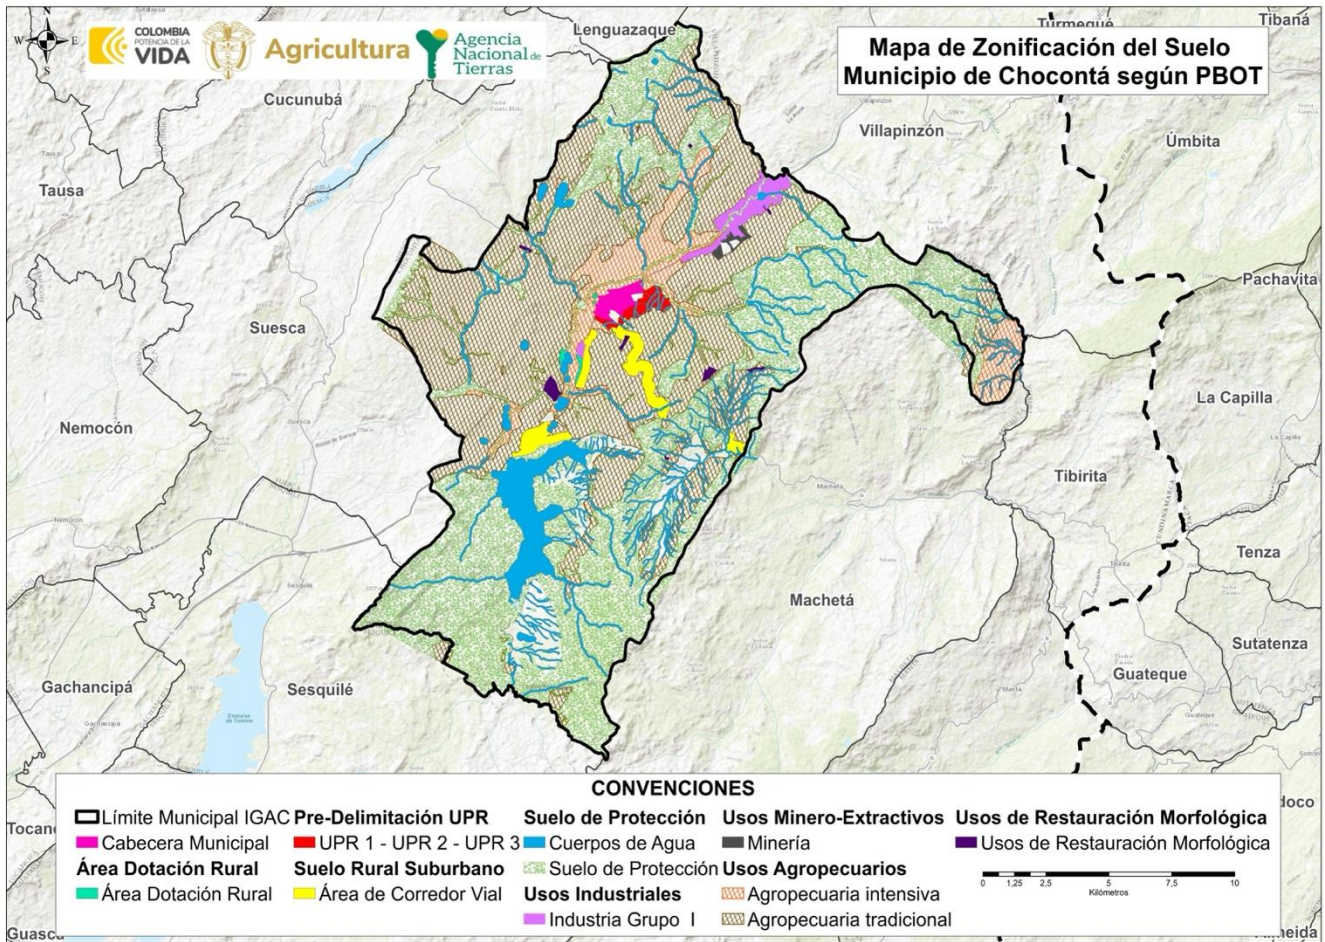 N
W E
S
COLOMBIA
POTENCIA DE LA
VIDA
Agricultura
Agencia
Nacional de
Tierras
Mapa de Zonificación del Suelo
Municipio de Chocontá según PBOT
Lenguazaque
Turmequé
Tibaná
Cucunubá
Villapinzón
Úmbita
Tausa
Pachavita
Suesca
La Capilla
Nemocón
Tibirita
Tenza
Machetá
Sutatenza
Guateque
Gachancipá
Sesquilé
Embalse
de Tominé
CONVENCIONES
Límite Municipal IGAC
Cabecera Municipal
Área Dotación Rural
Área Dotación Rural
Pre-Delimitación UPR
UPR 1 - UPR 2 - UPR 3
Suelo Rural Suburbano
Área de Corredor Vial
Suelo de Protección
Cuerpos de Agua
Suelo de Protección
Usos Industriales
Industria Grupo I
Usos Minero-Extractivos
Minería
Usos Agropecuarios
Agropecuaria intensiva
Agropecuaria tradicional
Usos de Restauración Morfológica
Usos de Restauración Morfológica
0 1,25 2,5 5 7,5 10
Kilómetros